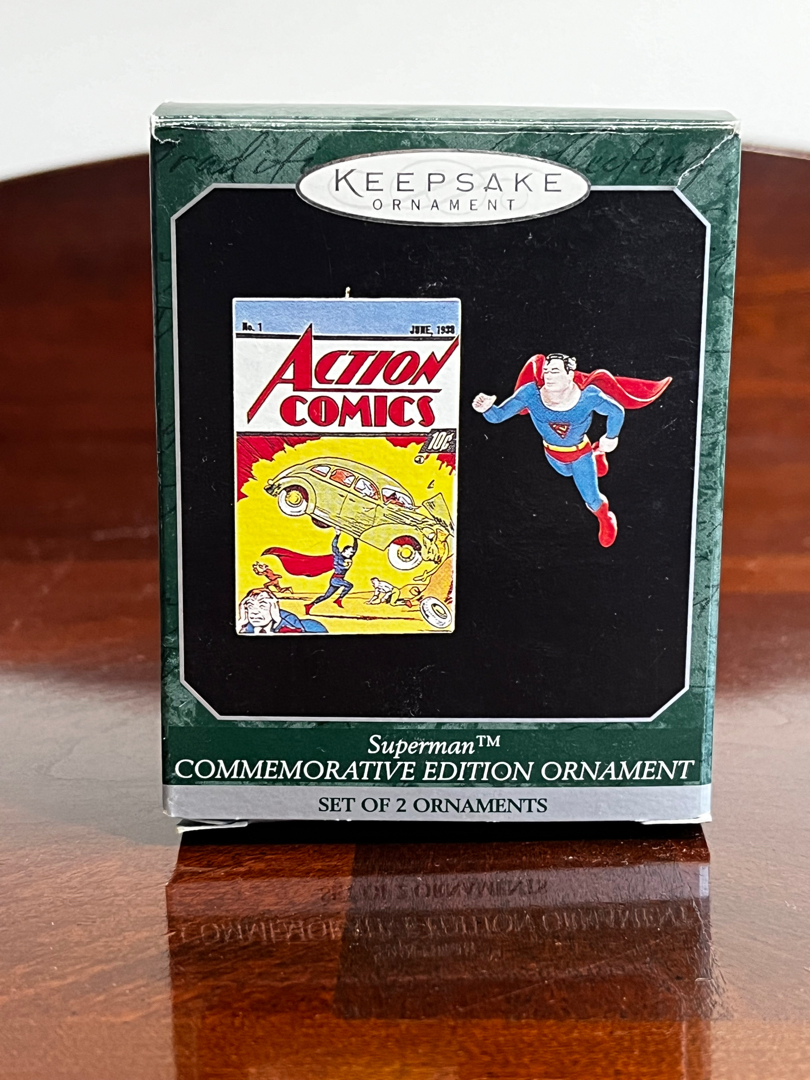 KEEPSAKE
ORNAMENT
No. 1 JUNE, 1938
ACTION
COMICS
10¢
Superman™
COMMEMORATIVE EDITION ORNAMENT
SET OF 2 ORNAMENTS